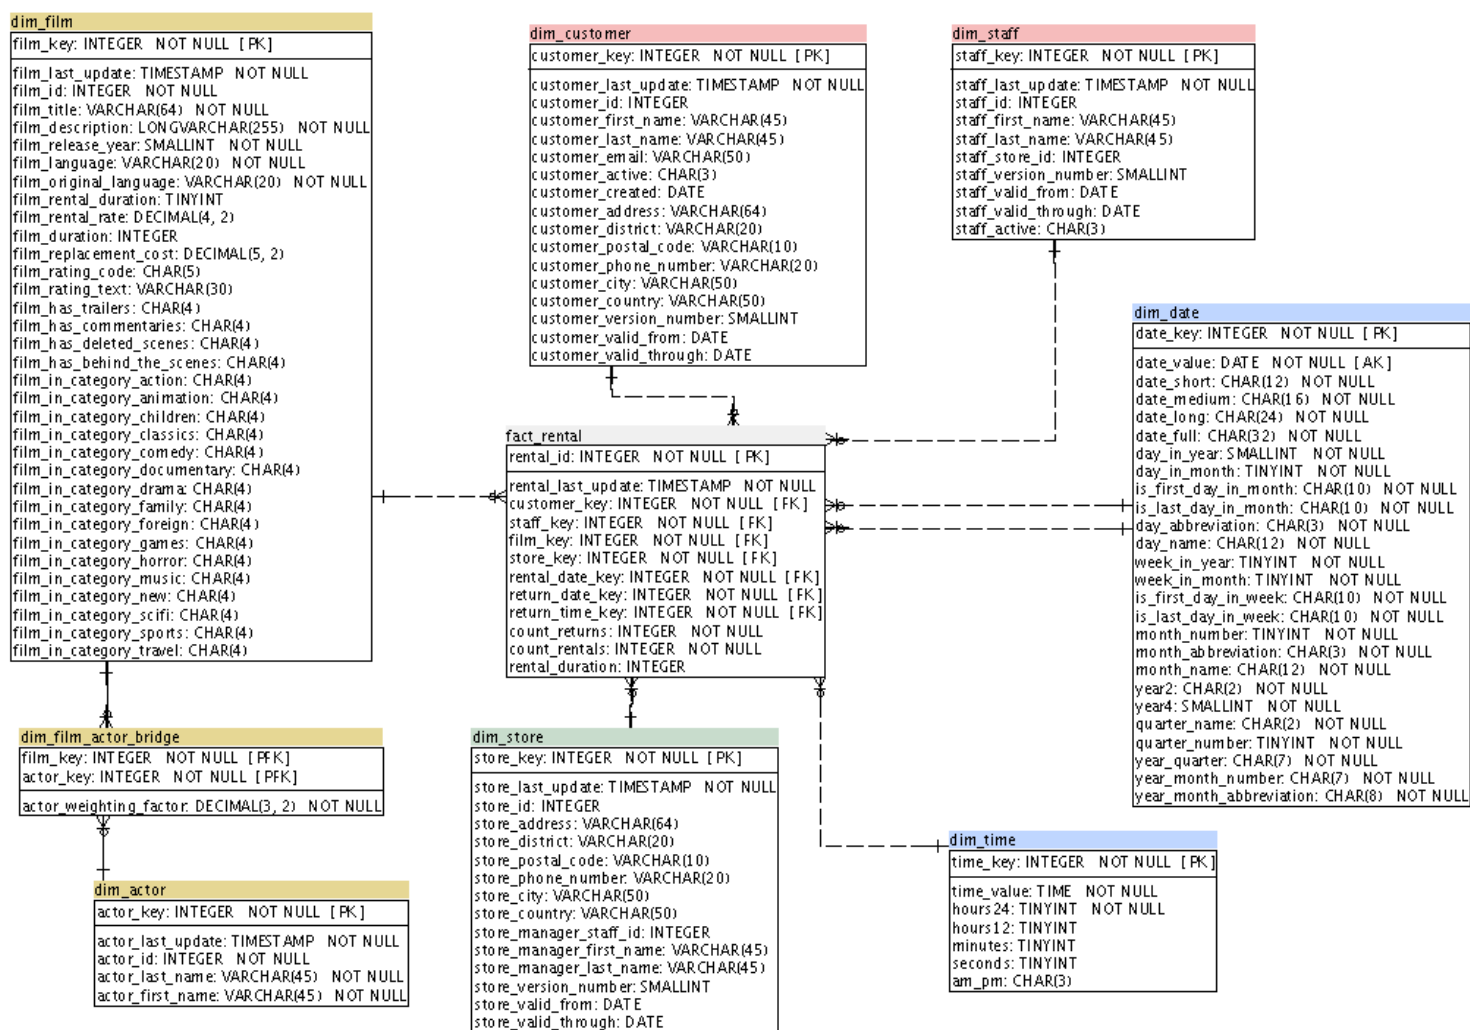 dim_film
film_key: INTEGER NOT NULL [ PK ]
film_last_update: TIMESTAMP NOT NULL
film_id: INTEGER NOT NULL
film_title: VARCHAR(64) NOT NULL
film_description: LONGVARCHAR(255) NOT NULL
film_release_year: SMALLINT NOT NULL
film_language: VARCHAR(20) NOT NULL
film_original_language: VARCHAR(20) NOT NULL
film_rental_duration: TINYINT
film_rental_rate: DECIMAL(4, 2)
film_duration: INTEGER
film_replacement_cost: DECIMAL(5, 2)
film_rating_code: CHAR(5)
film_rating_text: VARCHAR(30)
film_has_trailers: CHAR(4)
film_has_commentaries: CHAR(4)
film_has_deleted_scenes: CHAR(4)
film_has_behind_the_scenes: CHAR(4)
film_in_category_action: CHAR(4)
film_in_category_animation: CHAR(4)
film_in_category_children: CHAR(4)
film_in_category_classics: CHAR(4)
film_in_category_comedy: CHAR(4)
film_in_category_documentary: CHAR(4)
film_in_category_drama: CHAR(4)
film_in_category_family: CHAR(4)
film_in_category_foreign: CHAR(4)
film_in_category_games: CHAR(4)
film_in_category_horror: CHAR(4)
film_in_category_music: CHAR(4)
film_in_category_new: CHAR(4)
film_in_category_scifi: CHAR(4)
film_in_category_sports: CHAR(4)
film_in_category_travel: CHAR(4)
dim_customer
customer_key: INTEGER NOT NULL [ PK ]
customer_last_update: TIMESTAMP NOT NULL
customer_id: INTEGER
customer_first_name: VARCHAR(45)
customer_last_name: VARCHAR(45)
customer_email: VARCHAR(50)
customer_active: CHAR(3)
customer_created: DATE
customer_address: VARCHAR(64)
customer_district: VARCHAR(20)
customer_postal_code: VARCHAR(10)
customer_phone_number: VARCHAR(20)
customer_city: VARCHAR(50)
customer_country: VARCHAR(50)
customer_version_number: SMALLINT
customer_valid_from: DATE
customer_valid_through: DATE
dim_staff
staff_key: INTEGER NOT NULL [ PK ]
staff_last_update: TIMESTAMP NOT NULL
staff_id: INTEGER
staff_first_name: VARCHAR(45)
staff_last_name: VARCHAR(45)
staff_store_id: INTEGER
staff_version_number: SMALLINT
staff_valid_from: DATE
staff_valid_through: DATE
staff_active: CHAR(3)
dim_date
date_key: INTEGER NOT NULL [ PK ]
date_value: DATE NOT NULL [ AK ]
date_short: CHAR(12) NOT NULL
date_medium: CHAR(16) NOT NULL
date_long: CHAR(24) NOT NULL
date_full: CHAR(32) NOT NULL
day_in_year: SMALLINT NOT NULL
day_in_month: TINYINT NOT NULL
is_first_day_in_month: CHAR(10) NOT NULL
is_last_day_in_month: CHAR(10) NOT NULL
day_abbreviation: CHAR(3) NOT NULL
day_name: CHAR(12) NOT NULL
week_in_year: TINYINT NOT NULL
week_in_month: TINYINT NOT NULL
is_first_day_in_week: CHAR(10) NOT NULL
is_last_day_in_week: CHAR(10) NOT NULL
month_number: TINYINT NOT NULL
month_abbreviation: CHAR(3) NOT NULL
month_name: CHAR(12) NOT NULL
year2: CHAR(2) NOT NULL
year4: SMALLINT NOT NULL
quarter_name: CHAR(2) NOT NULL
quarter_number: TINYINT NOT NULL
year_quarter: CHAR(7) NOT NULL
year_month_number: CHAR(7) NOT NULL
year_month_abbreviation: CHAR(8) NOT NULL
fact_rental
rental_id: INTEGER NOT NULL [ PK ]
rental_last_update: TIMESTAMP NOT NULL
customer_key: INTEGER NOT NULL [ FK ]
staff_key: INTEGER NOT NULL [ FK ]
film_key: INTEGER NOT NULL [ FK ]
store_key: INTEGER NOT NULL [ FK ]
rental_date_key: INTEGER NOT NULL [ FK ]
return_date_key: INTEGER NOT NULL [ FK ]
return_time_key: INTEGER NOT NULL [ FK ]
count_returns: INTEGER NOT NULL
count_rentals: INTEGER NOT NULL
rental_duration: INTEGER
dim_film_actor_bridge
film_key: INTEGER NOT NULL [ PFK ]
actor_key: INTEGER NOT NULL [ PFK ]
actor_weighting_factor: DECIMAL(3, 2) NOT NULL
dim_actor
actor_key: INTEGER NOT NULL [ PK ]
actor_last_update: TIMESTAMP NOT NULL
actor_id: INTEGER NOT NULL
actor_last_name: VARCHAR(45) NOT NULL
actor_first_name: VARCHAR(45) NOT NULL
dim_store
store_key: INTEGER NOT NULL [ PK ]
store_last_update: TIMESTAMP NOT NULL
store_id: INTEGER
store_address: VARCHAR(64)
store_district: VARCHAR(20)
store_postal_code: VARCHAR(10)
store_phone_number: VARCHAR(20)
store_city: VARCHAR(50)
store_country: VARCHAR(50)
store_manager_staff_id: INTEGER
store_manager_first_name: VARCHAR(45)
store_manager_last_name: VARCHAR(45)
store_version_number: SMALLINT
store_valid_from: DATE
store_valid_through: DATE
dim_time
time_key: INTEGER NOT NULL [ PK ]
time_value: TIME NOT NULL
hours24: TINYINT NOT NULL
hours12: TINYINT
minutes: TINYINT
seconds: TINYINT
am_pm: CHAR(3)